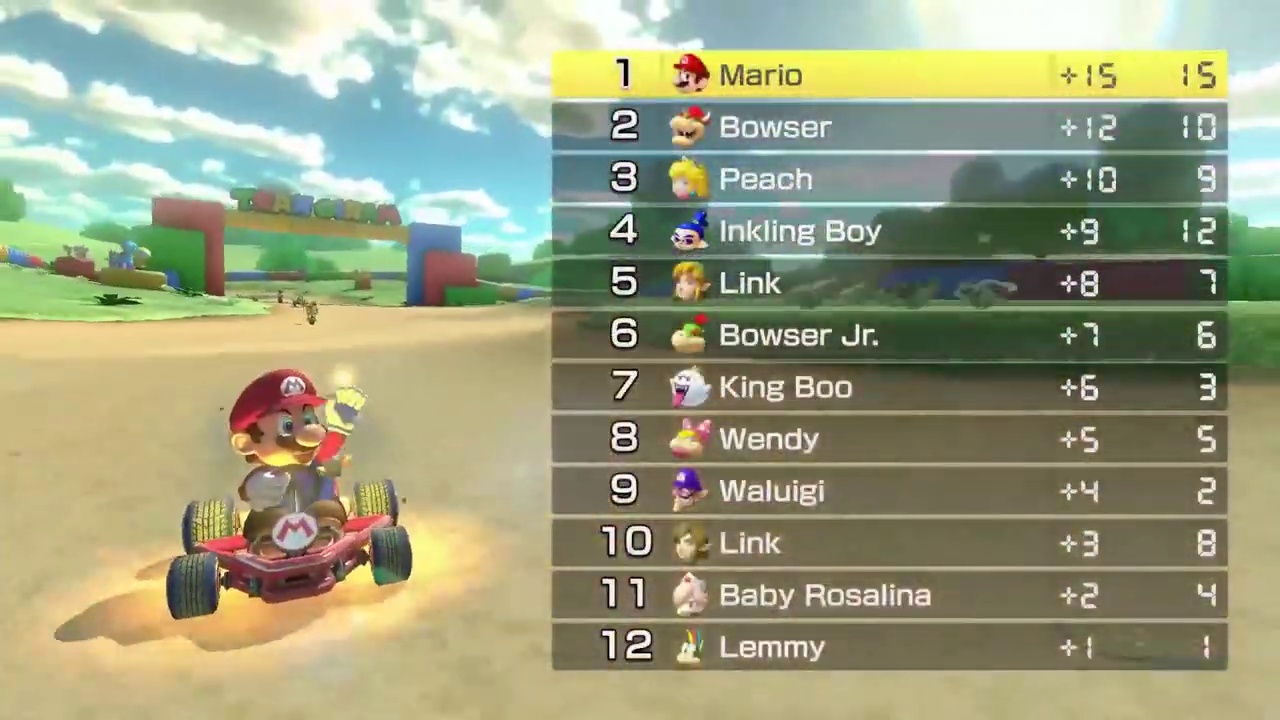 1 Mario +15 15
2 Bowser +12 10
3 Peach +10 9
4 Inkling Boy +9 12
5 Link +8 7
6 Bowser Jr. +7 6
7 King Boo +6 3
8 Wendy +5 5
9 Waluigi +4 2
10 Link +3 8
11 Baby Rosalina +2 4
12 Lemmy +1 1
M
M